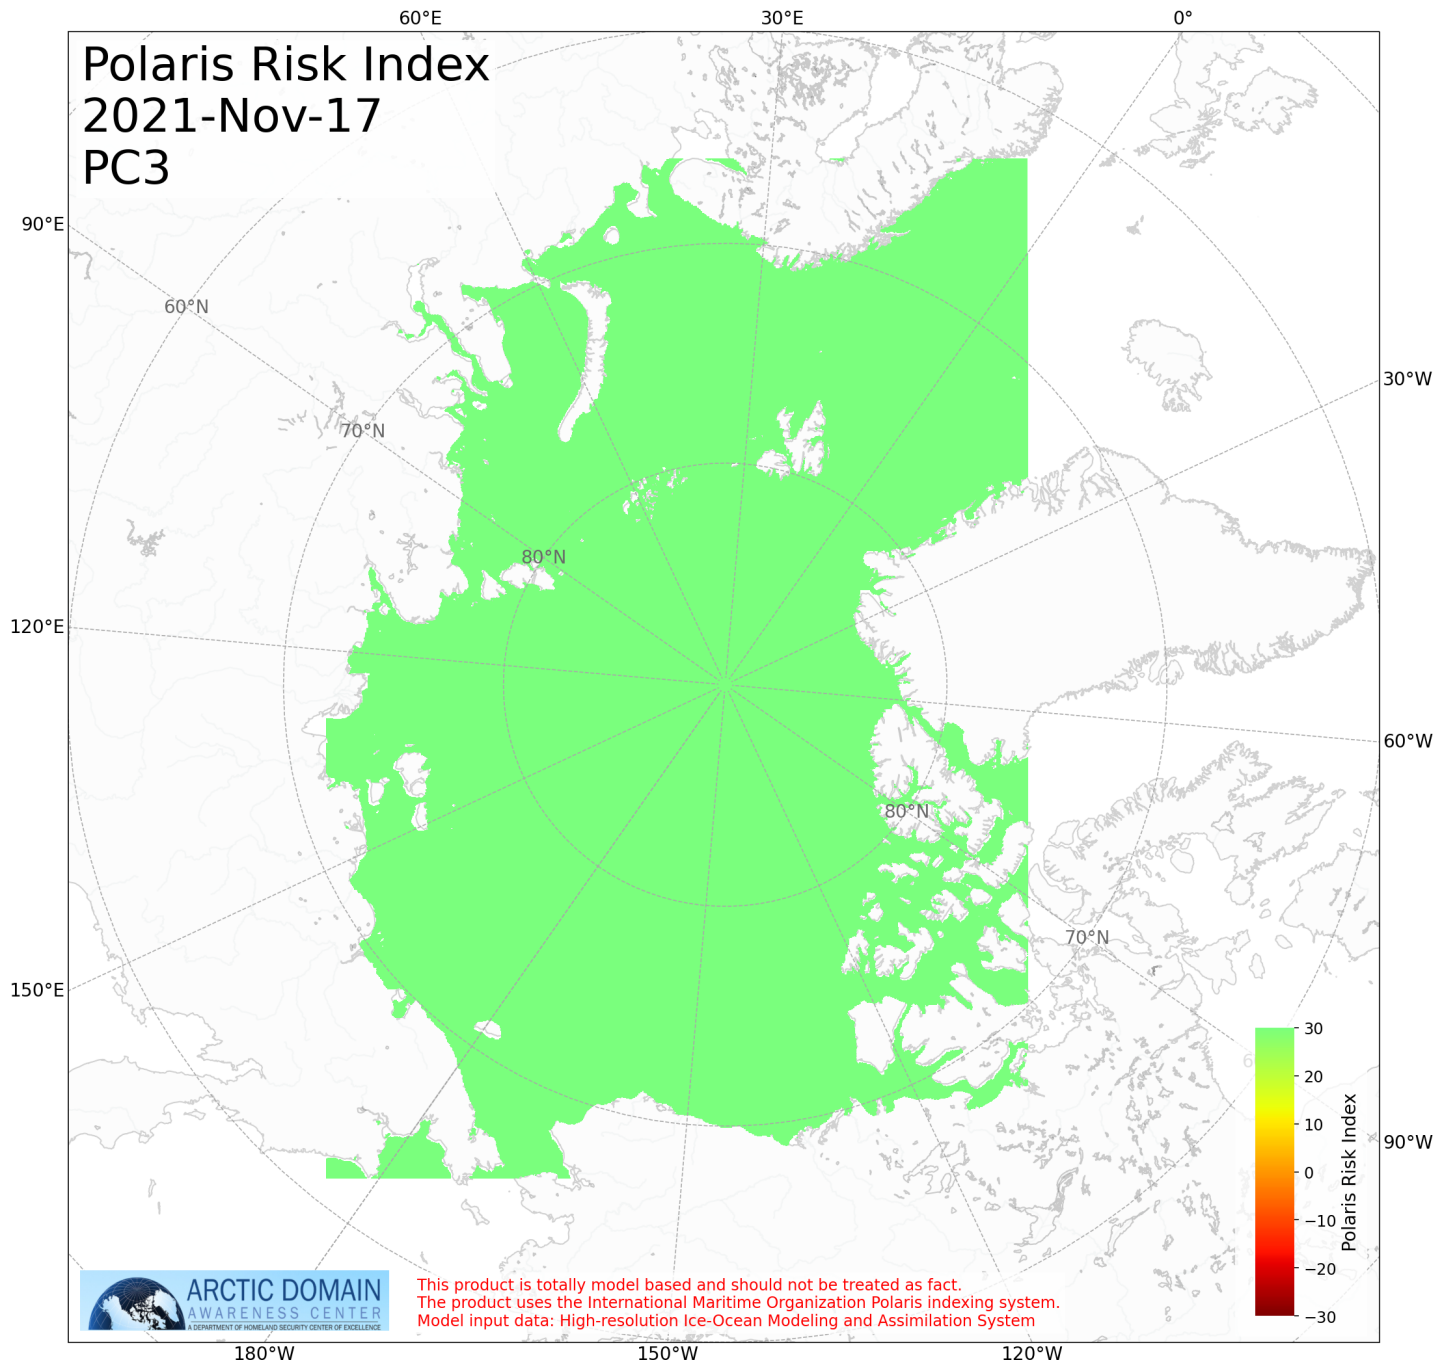 60°E 30°E 0°
Polaris Risk Index
2021-Nov-17
PC3
90°E
60°N
30°W
70°N
80°N
120°E
60W°
80°N
70°N
150°E
30
20
10
0
−10
−20
−30
Polaris Risk Index
90°W
ARCTIC DOMAIN
AWARENESS CENTER
A DEPARTMENT OF HOMELAND SECURITY CENTER OF EXCELLENCE
This product is totally model based and should not be treated as fact.
The product uses the International Maritime Organization Polaris indexing system.
Model input data: High-resolution Ice-Ocean Modeling and Assimilation System
180°W 150°W 120°W